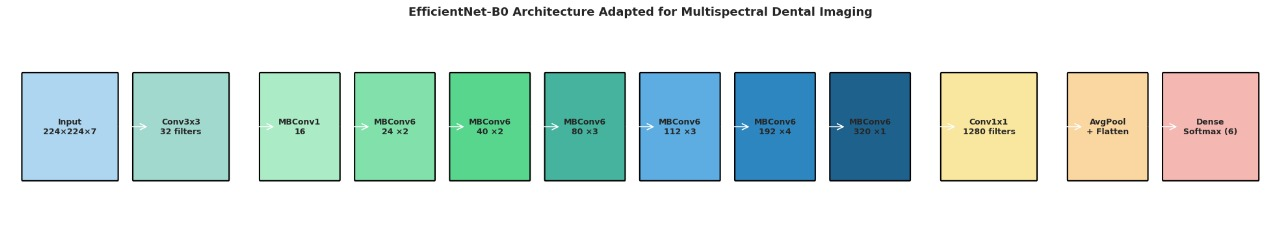 EfficientNet-B0 Architecture Adapted for Multispectral Dental Imaging
Input
224×224×7
Conv3x3
32 filters
MBConv1
16
MBConv6
24 ×2
MBConv6
40 ×2
MBConv6
80 ×3
MBConv6
112 ×3
MBConv6
192 ×4
MBConv6
320 ×1
Conv1x1
1280 filters
AvgPool
+ Flatten
Dense
Softmax (6)